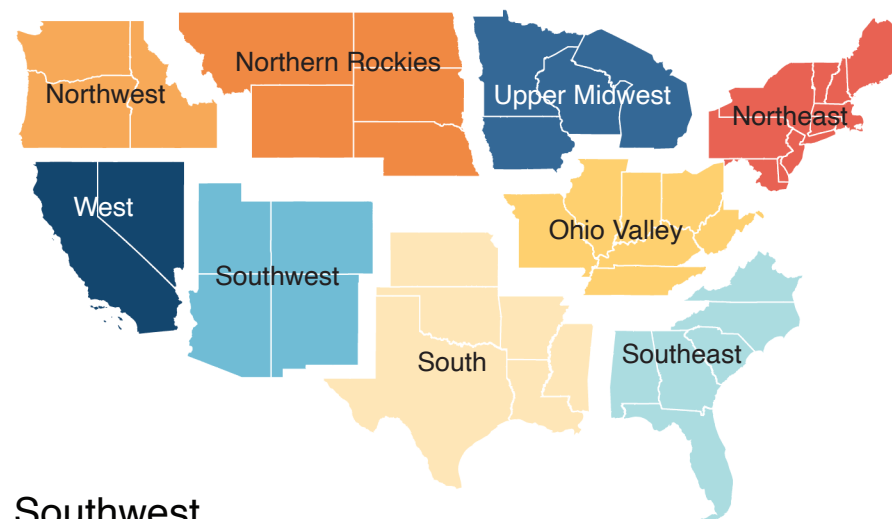 Northern Rockies
Northwest
Upper Midwest
Northeast
West
Ohio Valley
Southwest
South
Southeast
Southwest